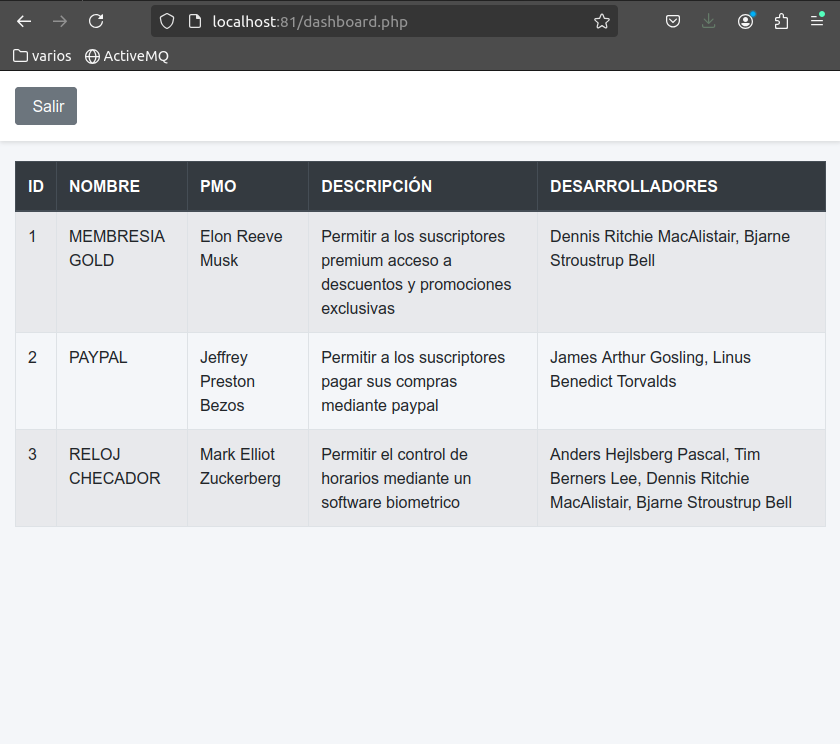 localhost:81/dashboard.php
varios ActiveMQ
Salir
ID NOMBRE PMO DESCRIPCIÓN DESARROLLADORES
1 MEMBRESIA Elon Reeve Permitir a los suscriptores Dennis Ritchie MacAlistair, Bjarne
GOLD Musk premium acceso a Stroustrup Bell
descuentos y promociones
exclusivas
2 PAYPAL Jeffrey Permitir a los suscriptores James Arthur Gosling, Linus
Preston pagar sus compras Benedict Torvalds
Bezos mediante paypal
3 RELOJ Mark Elliot Permitir el control de Anders Hejlsberg Pascal, Tim
CHECADOR Zuckerberg horarios mediante un Berners Lee, Dennis Ritchie
software biometrico MacAlistair, Bjarne Stroustrup Bell